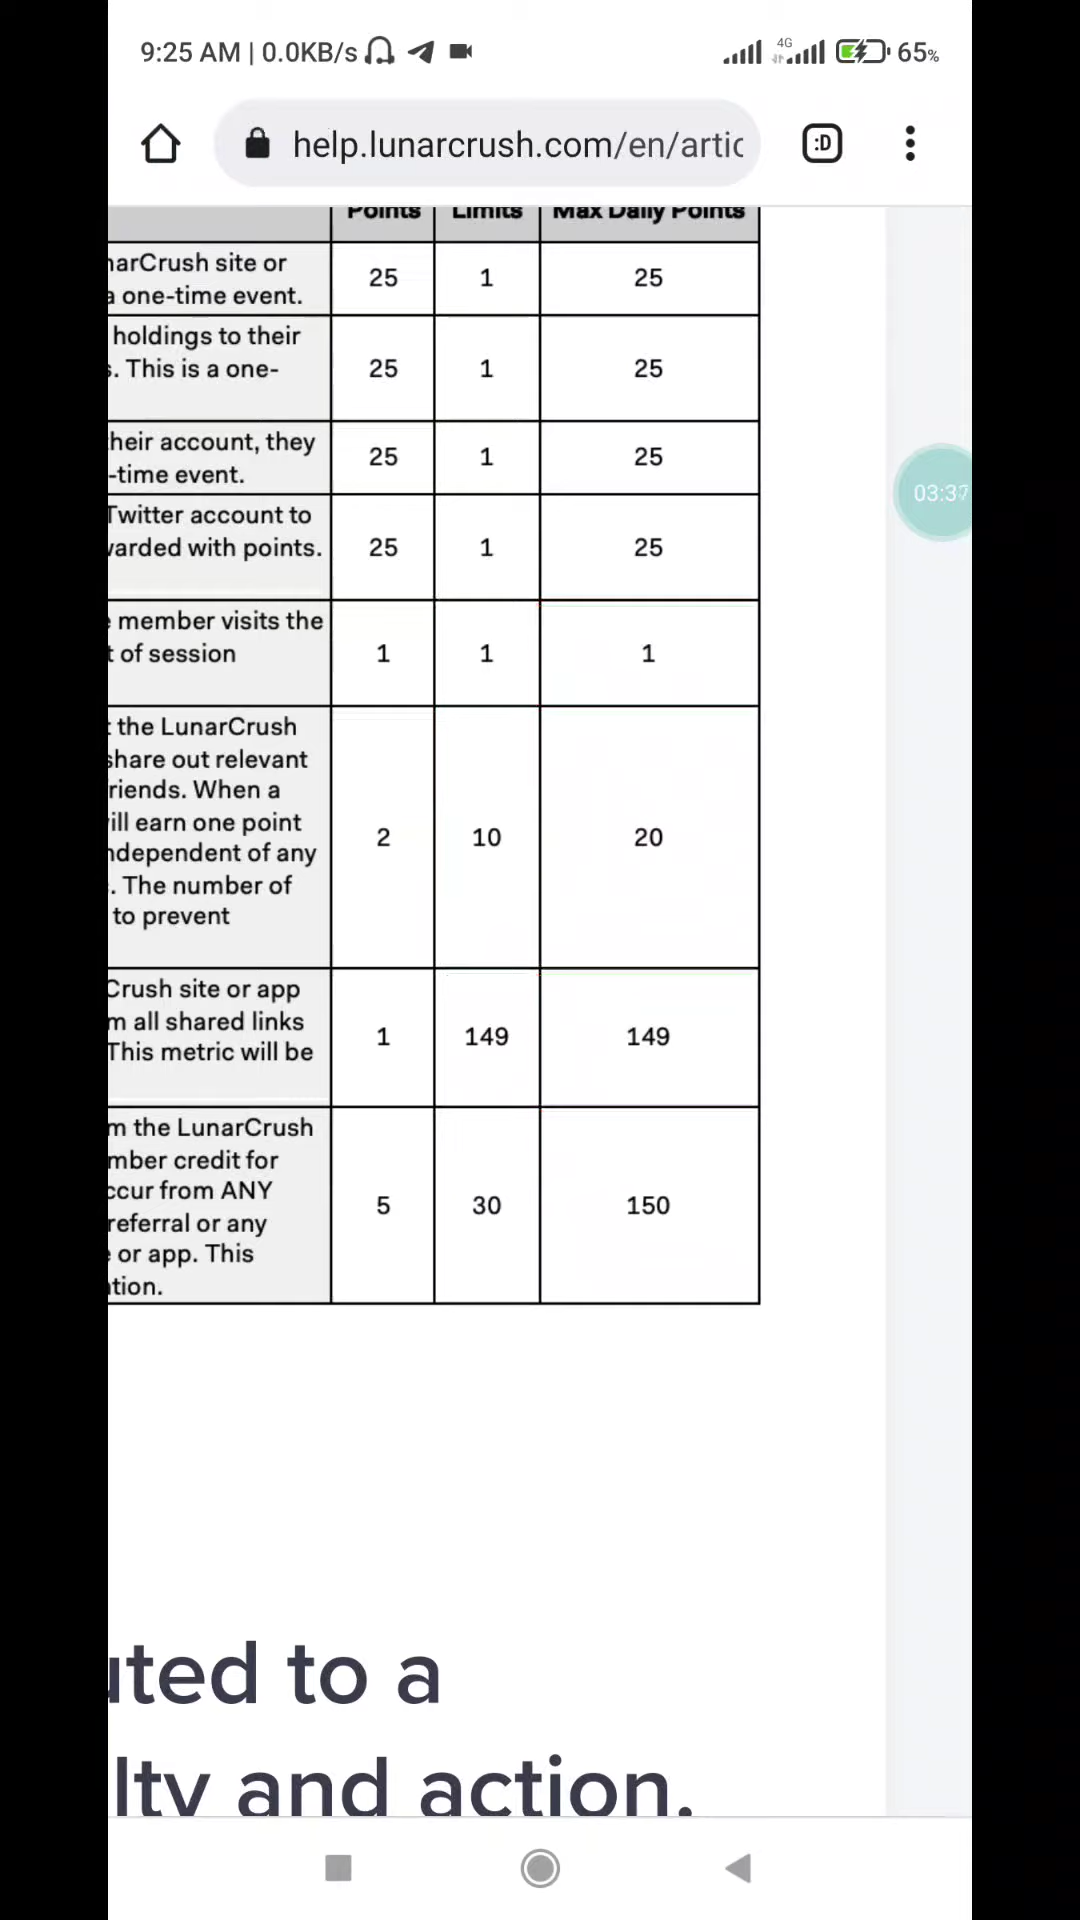 9:25 AM | 0.0KB/s 4G 65%
help.lunarcrush.com/en/artic :D
Points Limits Max Daily Points
narCrush site or
a one-time event.
25 1 25
holdings to their
s. This is a one-
25 1 25
their account, they
-time event.
25 1 25
Twitter account to
warded with points.
25 1 25
e member visits the
t of session
1 1 1
t the LunarCrush
share out relevant
riends. When a
ill earn one point
ndependent of any
. The number of
to prevent
2 10 20
Crush site or app
m all shared links
This metric will be
1 149 149
m the LunarCrush
mber credit for
ccur from ANY
referral or any
e or app. This
ation.
5 30 150
03:37
uted to a
lty and action.